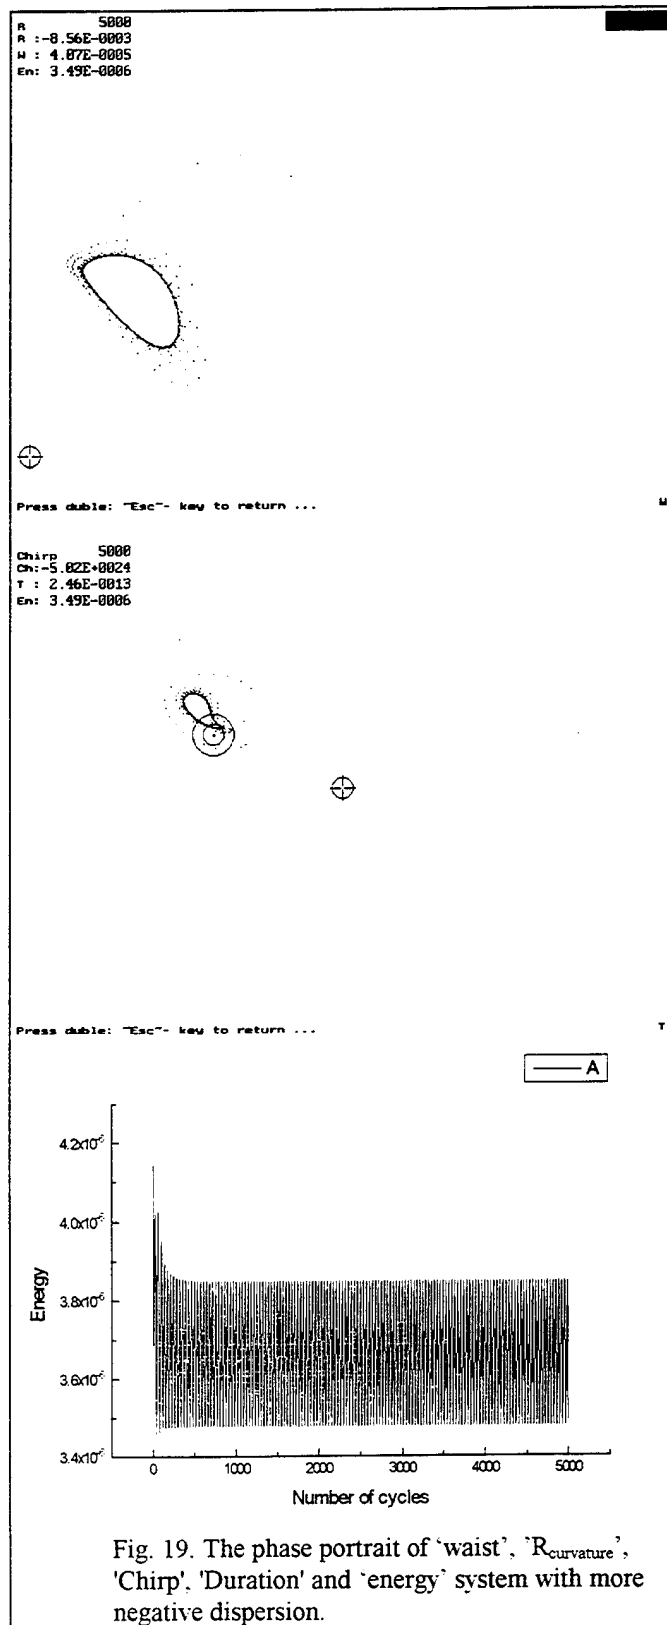 R 5000
R :-8.56E-0003
W : 4.07E-0005
En: 3.49E-0006
Press duble: "Esc"- key to return ...
W
Chirp 5000
Ch:-5.02E+0024
T : 2.46E-0013
En: 3.49E-0006
Press duble: "Esc"- key to return ...
T
A
4.2x10⁻⁶
4.0x10⁻⁶
3.8x10⁻⁶
3.6x10⁻⁶
3.4x10⁻⁶
Energy
0 1000 2000 3000 4000 5000
Number of cycles
Fig. 19. The phase portrait of 'waist', 'Rcurvature',
'Chirp', 'Duration' and 'energy' system with more
negative dispersion.